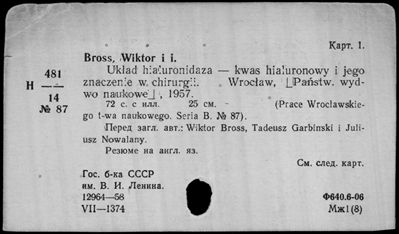 Карт. 1.
Bross, Wiktor i i.
481
Układ hialuronidaza — kwas hialuronowy i jego
H
znaczenie w chirurgii. Wrocław, [Państw. wyd-
14
wo naukowe], 1957.
№ 87
72 с. с илл. 25 см. - (Prace Wrocławskie-
go t-wa naukowego. Seria B. № 87).
Перед загл. авт.: Wiktor Bross, Tadeusz Garbiński i Juli-
usz Nowalany.
Резюме на англ. яз.
См. след. карт.
Гос. б-ка СССР
им. В. И. Ленина.
12964—58
Ф640.6-06
VII—1374
Мж1(8)